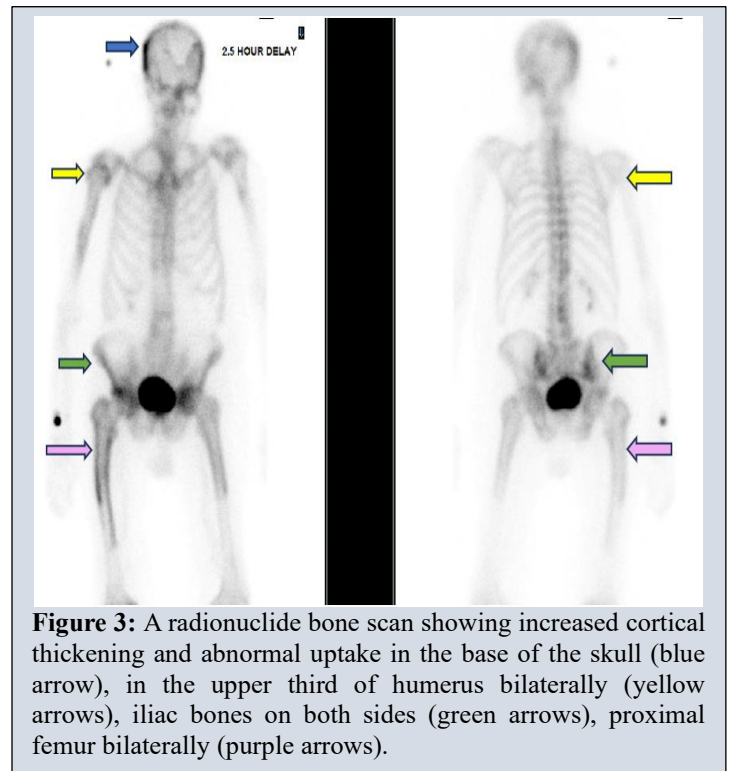 2.5 HOUR DELAY
Figure 3: A radionuclide bone scan showing increased cortical
thickening and abnormal uptake in the base of the skull (blue
arrow), in the upper third of humerus bilaterally (yellow
arrows), iliac bones on both sides (green arrows), proximal
femur bilaterally (purple arrows).